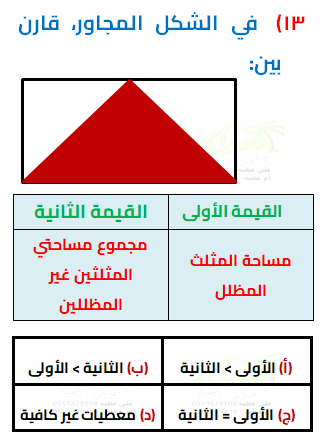 ١٣) في الشكل المجاور، قارن
بين:
القيمة الأولى
القيمة الثانية
مساحة المثلث
المظلل
مجموع مساحتي
المثلثين غير
المظللين
(أ) الأولى > الثانية
(ب) الثانية > الأولى
(ج) الأولى = الثانية
(د) معطيات غير كافية